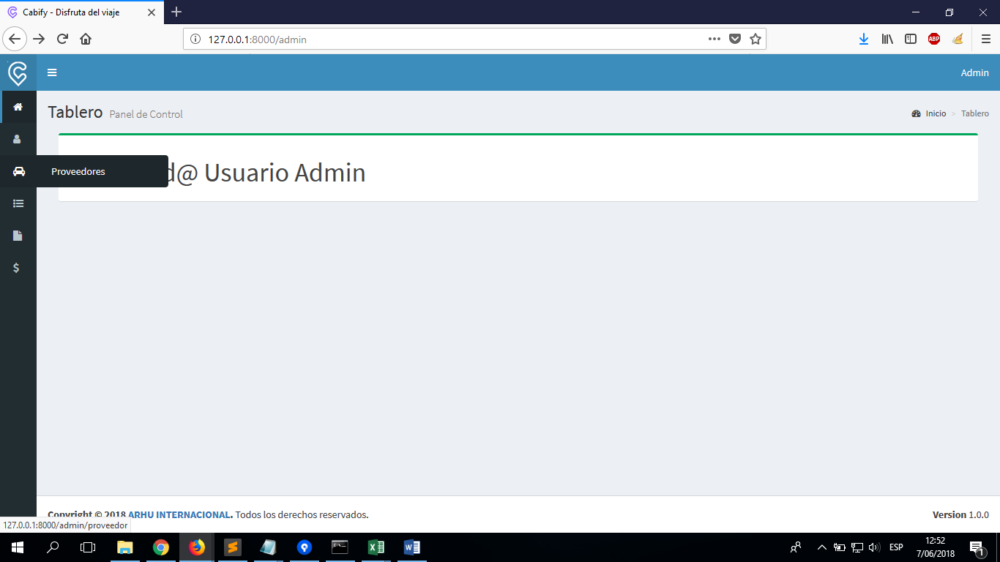 Cabify - Disfruta del viaje
127.0.0.1:8000/admin
ABP
Admin
Tablero Panel de Control
Inicio > Tablero
Proveedores
d@ Usuario Admin
Copyright © 2018 ARHU INTERNACIONAL. Todos los derechos reservados.
Version 1.0.0
127.0.0.1:8000/admin/proveedor
ESP
12:52
7/06/2018
1